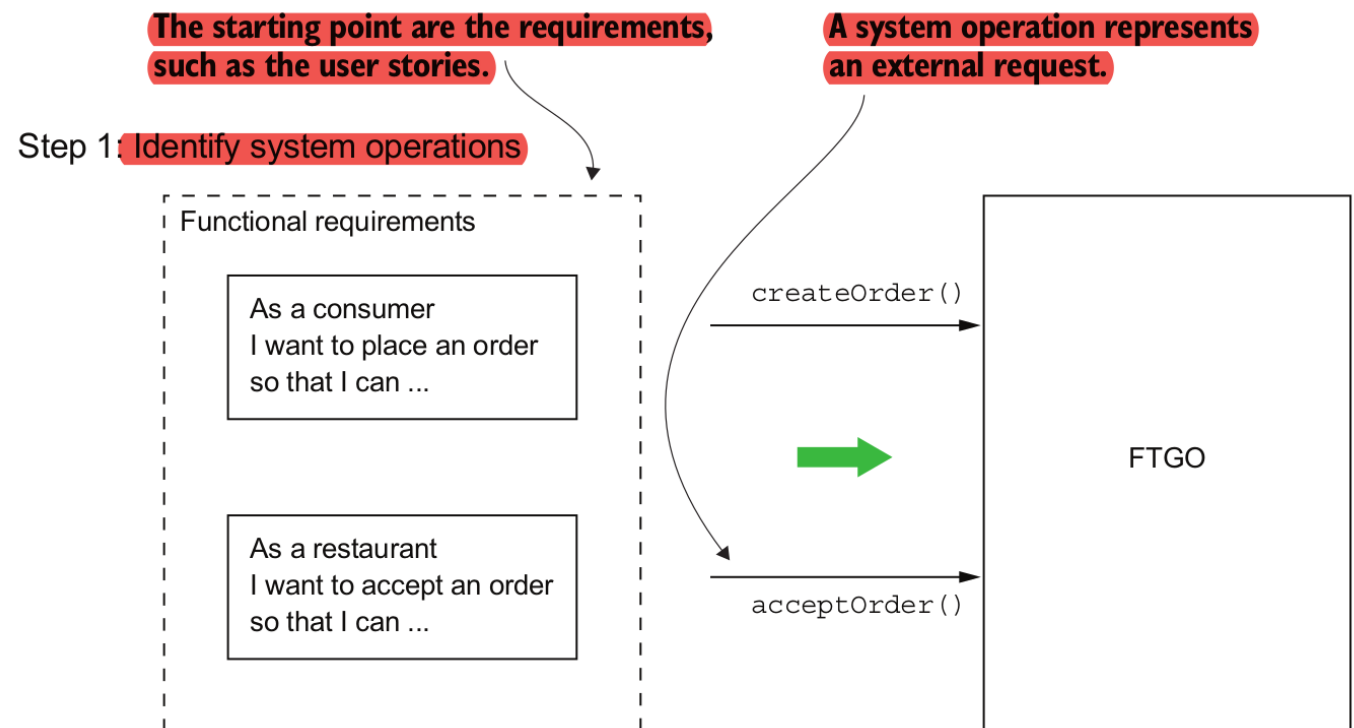 The starting point are the requirements,
such as the user stories.
A system operation represents
an external request.
Step 1: Identify system operations
Functional requirements
As a consumer
I want to place an order
so that I can ...
createOrder()
FTGO
As a restaurant
I want to accept an order
so that I can ...
acceptOrder()